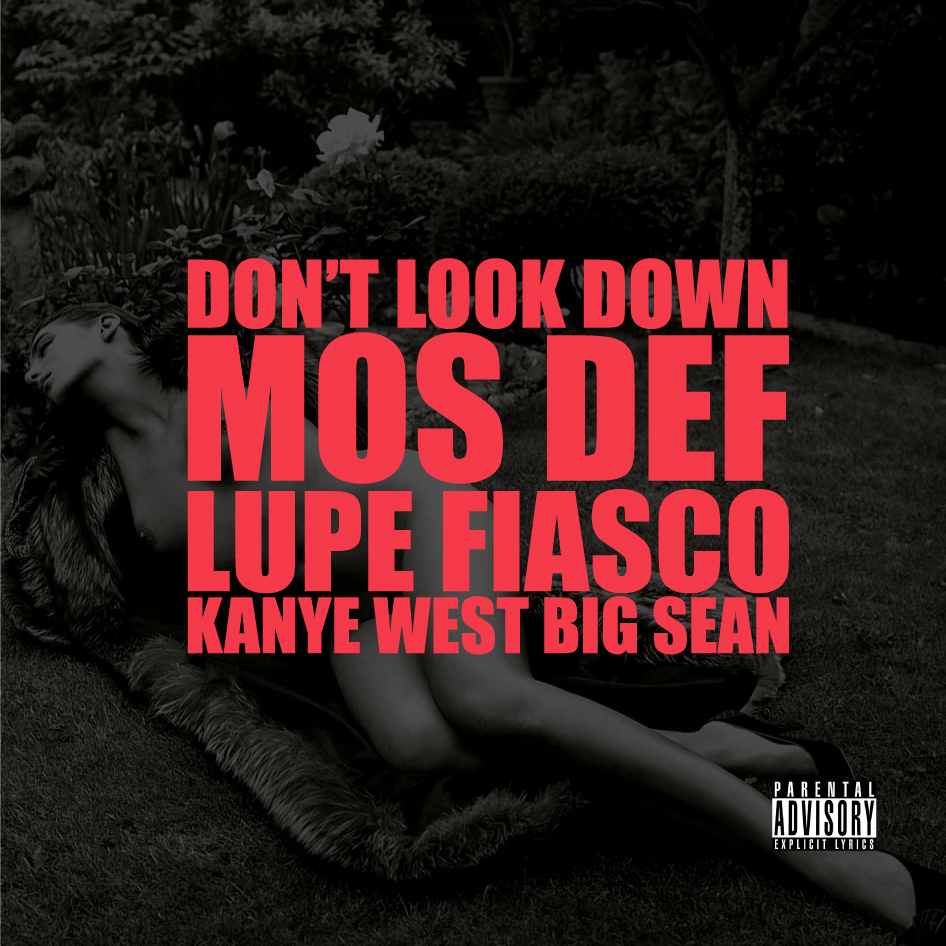 DON'T LOOK DOWN
MOS DEF
LUPE FIASCO
KANYE WEST BIG SEAN
PARENTAL
ADVISORY
EXPLICIT LYRICS